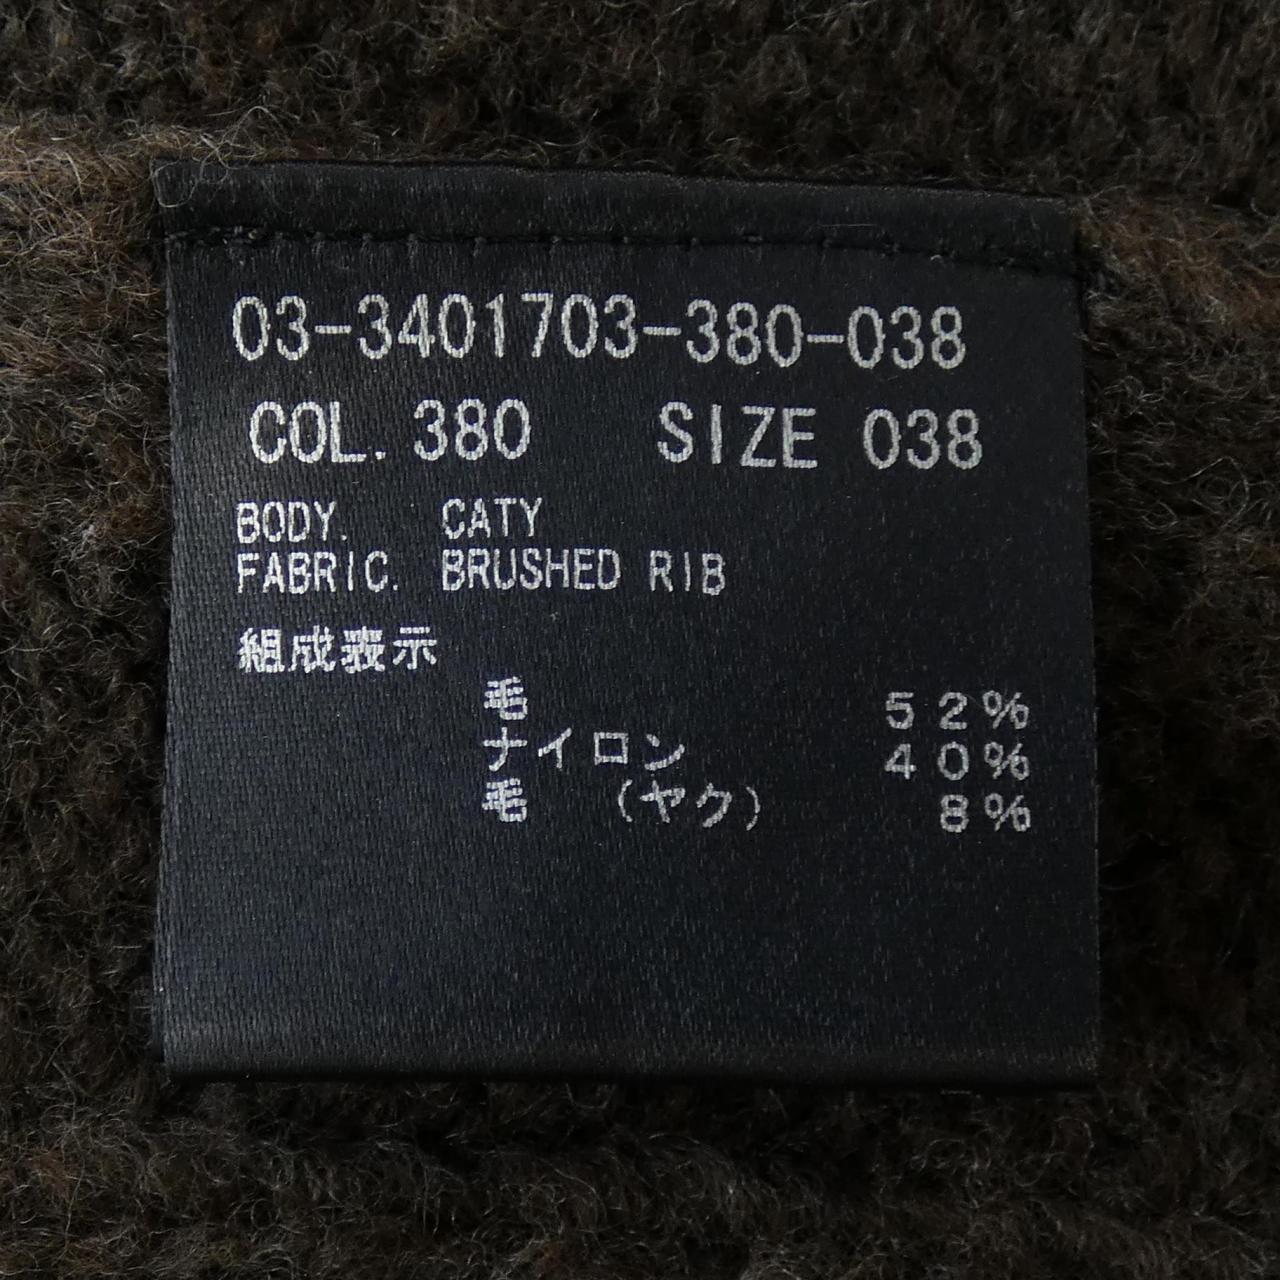 03-3401703-380-038
COL. 380 SIZE 038
BODY. CATY
FABRIC. BRUSHED RIB
組成表示
毛 52%
ナイロン 40%
毛 (ヤク) 8%